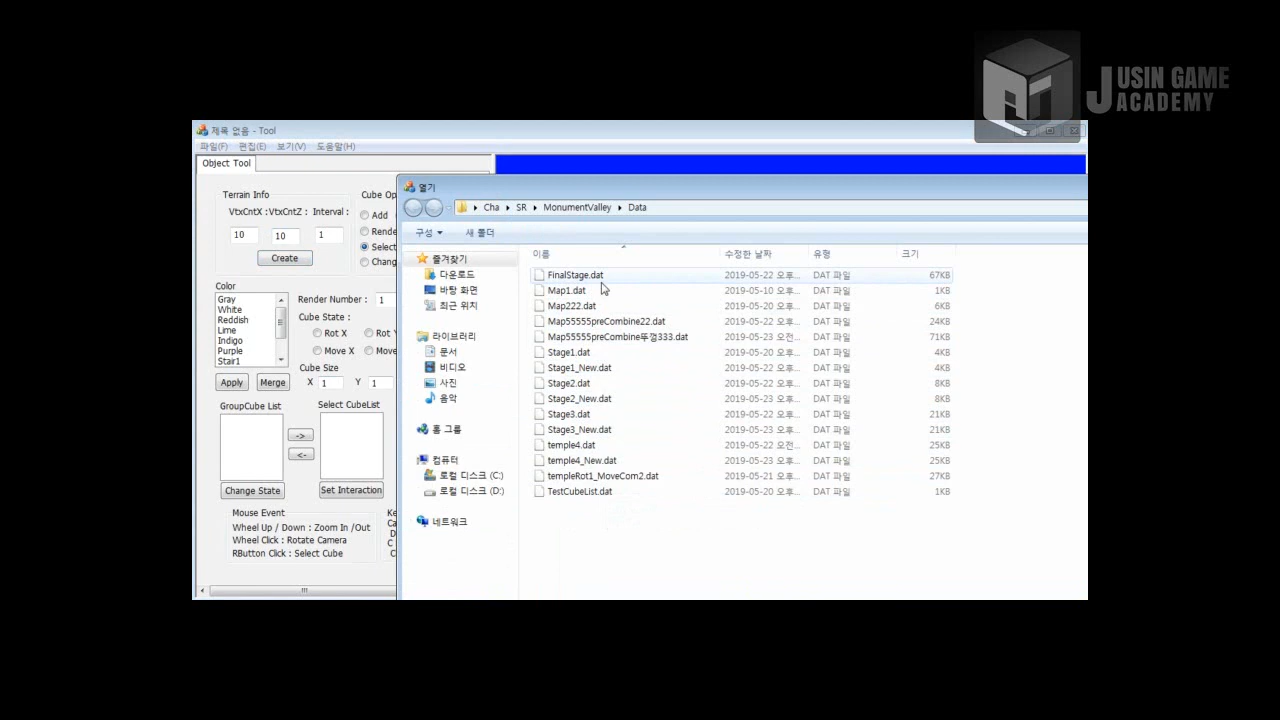 JUSIN GAME
ACADEMY
제목 없음 - Tool
파일(F) 편집(E) 보기(V) 도움말(H)
Object Tool
열기
Cha ▸ SR ▸ MonumentValley ▸ Data
구성 새 폴더
Terrain Info
VtxCntX : VtxCntZ : Interval :
10 10 1
Create
Cube Op
Add
Rende
Select
Chang
Color
Gray
White
Reddish
Lime
Indigo
Purple
Stair1
Render Number : 1
Cube State :
Rot X Rot Y
Move X Move
Cube Size
X 1 Y 1
Apply Merge
GroupCube List Select CubeList
->
<-
Change State Set Interaction
Mouse Event
Wheel Up / Down : Zoom In /Out
Wheel Click : Rotate Camera
RButton Click : Select Cube
Ke
Ca
D
C
C
즐겨찾기
다운로드
바탕 화면
최근 위치
라이브러리
문서
비디오
사진
음악
홈 그룹
컴퓨터
로컬 디스크 (C:)
로컬 디스크 (D:)
네트워크
이름 수정한 날짜 유형 크기
FinalStage.dat 2019-05-22 오후... DAT 파일 67KB
Map1.dat 2019-05-10 오후... DAT 파일 1KB
Map222.dat 2019-05-20 오후... DAT 파일 6KB
Map55555preCombine22.dat 2019-05-22 오후... DAT 파일 24KB
Map55555preCombine뚜껑333.dat 2019-05-23 오전... DAT 파일 71KB
Stage1.dat 2019-05-20 오후... DAT 파일 4KB
Stage1_New.dat 2019-05-22 오후... DAT 파일 4KB
Stage2.dat 2019-05-22 오후... DAT 파일 8KB
Stage2_New.dat 2019-05-23 오후... DAT 파일 8KB
Stage3.dat 2019-05-22 오후... DAT 파일 21KB
Stage3_New.dat 2019-05-23 오후... DAT 파일 21KB
temple4.dat 2019-05-22 오전... DAT 파일 25KB
temple4_New.dat 2019-05-23 오후... DAT 파일 25KB
templeRot1_MoveCom2.dat 2019-05-22 오후... DAT 파일 27KB
TestCubeList.dat 2019-05-20 오후... DAT 파일 1KB